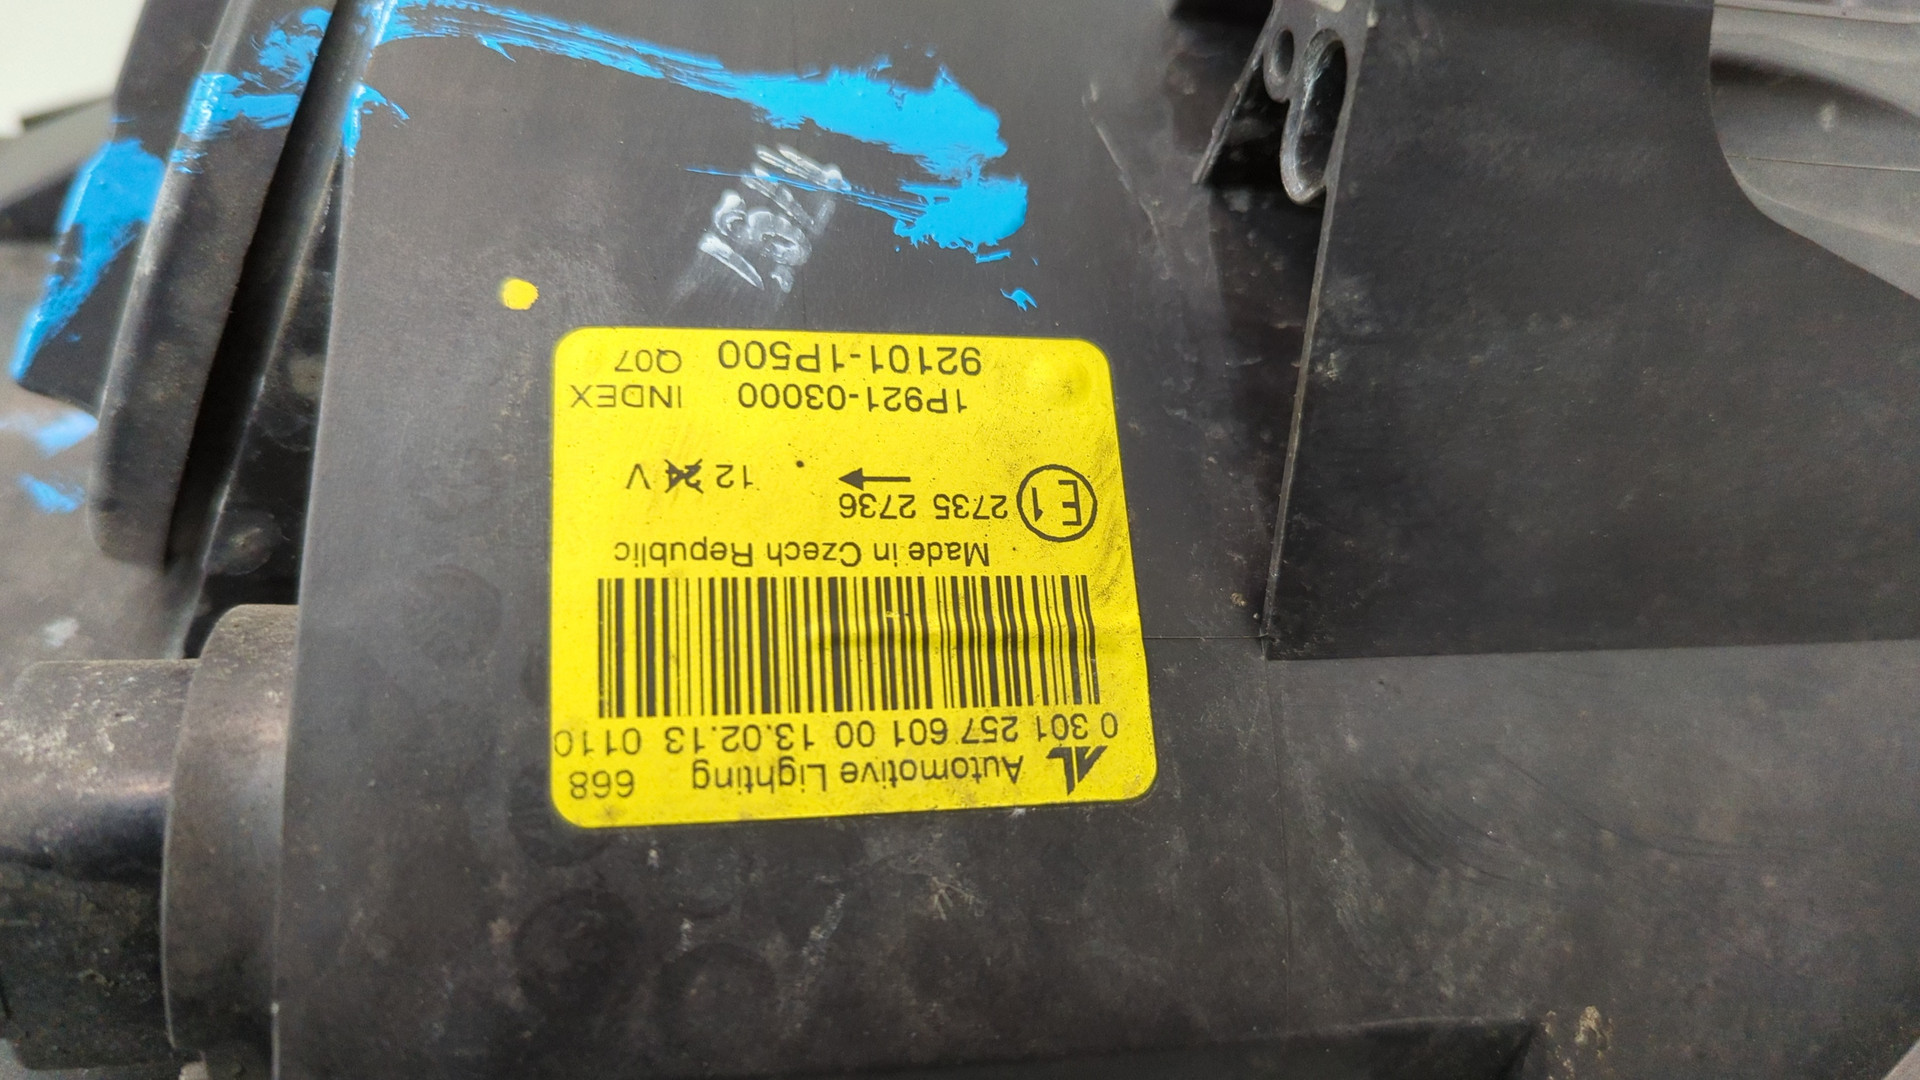 AL Automotive Lighting 668
0 301 257 601 00 13.02.13 0110
Made in Czech Republic
E1 2735 2736
12 24 V
1P921-03000 INDEX
92101-1P500 Q07